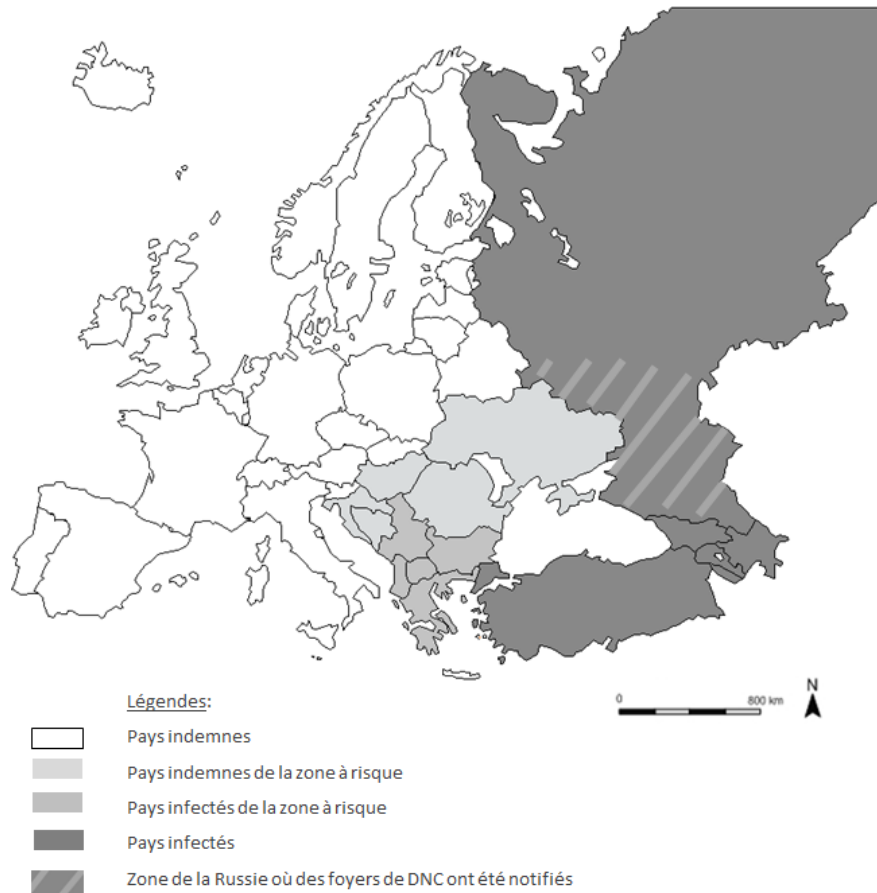 N
0 800 km
Légendes:
Pays indemnes
Pays indemnes de la zone à risque
Pays infectés de la zone à risque
Pays infectés
Zone de la Russie où des foyers de DNC ont été notifiés